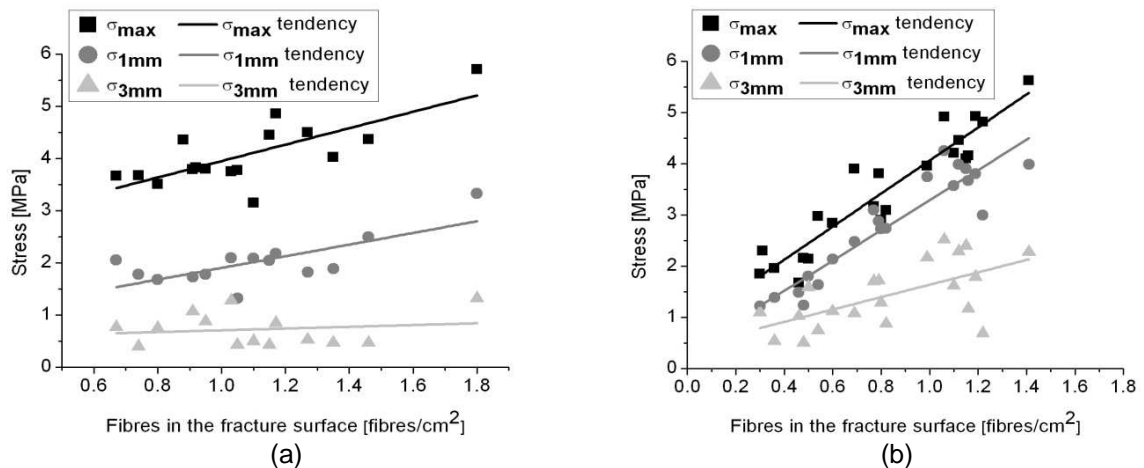 σmax σmax tendency
σ1mm σ1mm tendency
σ3mm σ3mm tendency
6
5
4
3
2
1
0
Stress [MPa]
0.6 0.8 1.0 1.2 1.4 1.6 1.8
Fibres in the fracture surface [fibres/cm²]
(a)
σmax σmax tendency
σ1mm σ1mm tendency
σ3mm σ3mm tendency
6
5
4
3
2
1
0
Stress [MPa]
0.0 0.2 0.4 0.6 0.8 1.0 1.2 1.4 1.6 1.8
Fibres in the fracture surface [fibres/cm²]
(b)